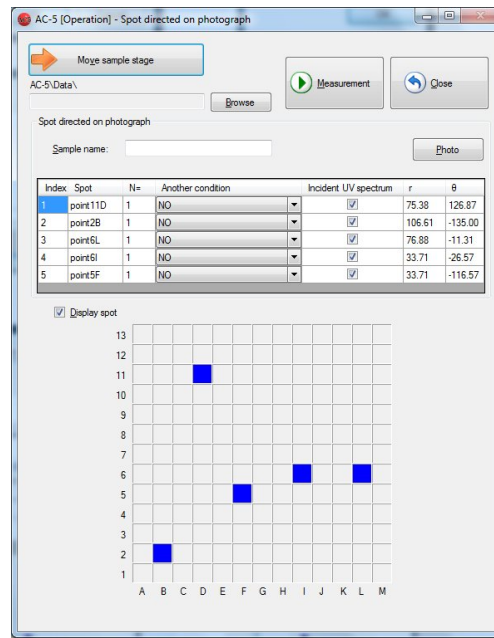 AC-5 [Operation] - Spot directed on photograph
Move sample stage
Measurement
Close
AC-5\Data\
Browse
Spot directed on photograph
Sample name:
Photo
Index Spot N= Another condition Incident UV spectrum r θ
1 point11D 1 NO 75.38 126.87
2 point2B 1 NO 106.61 -135.00
3 point6L 1 NO 76.88 -11.31
4 point6I 1 NO 33.71 -26.57
5 point5F 1 NO 33.71 -116.57
Display spot
13
12
11
10
9
8
7
6
5
4
3
2
1
A B C D E F G H I J K L M